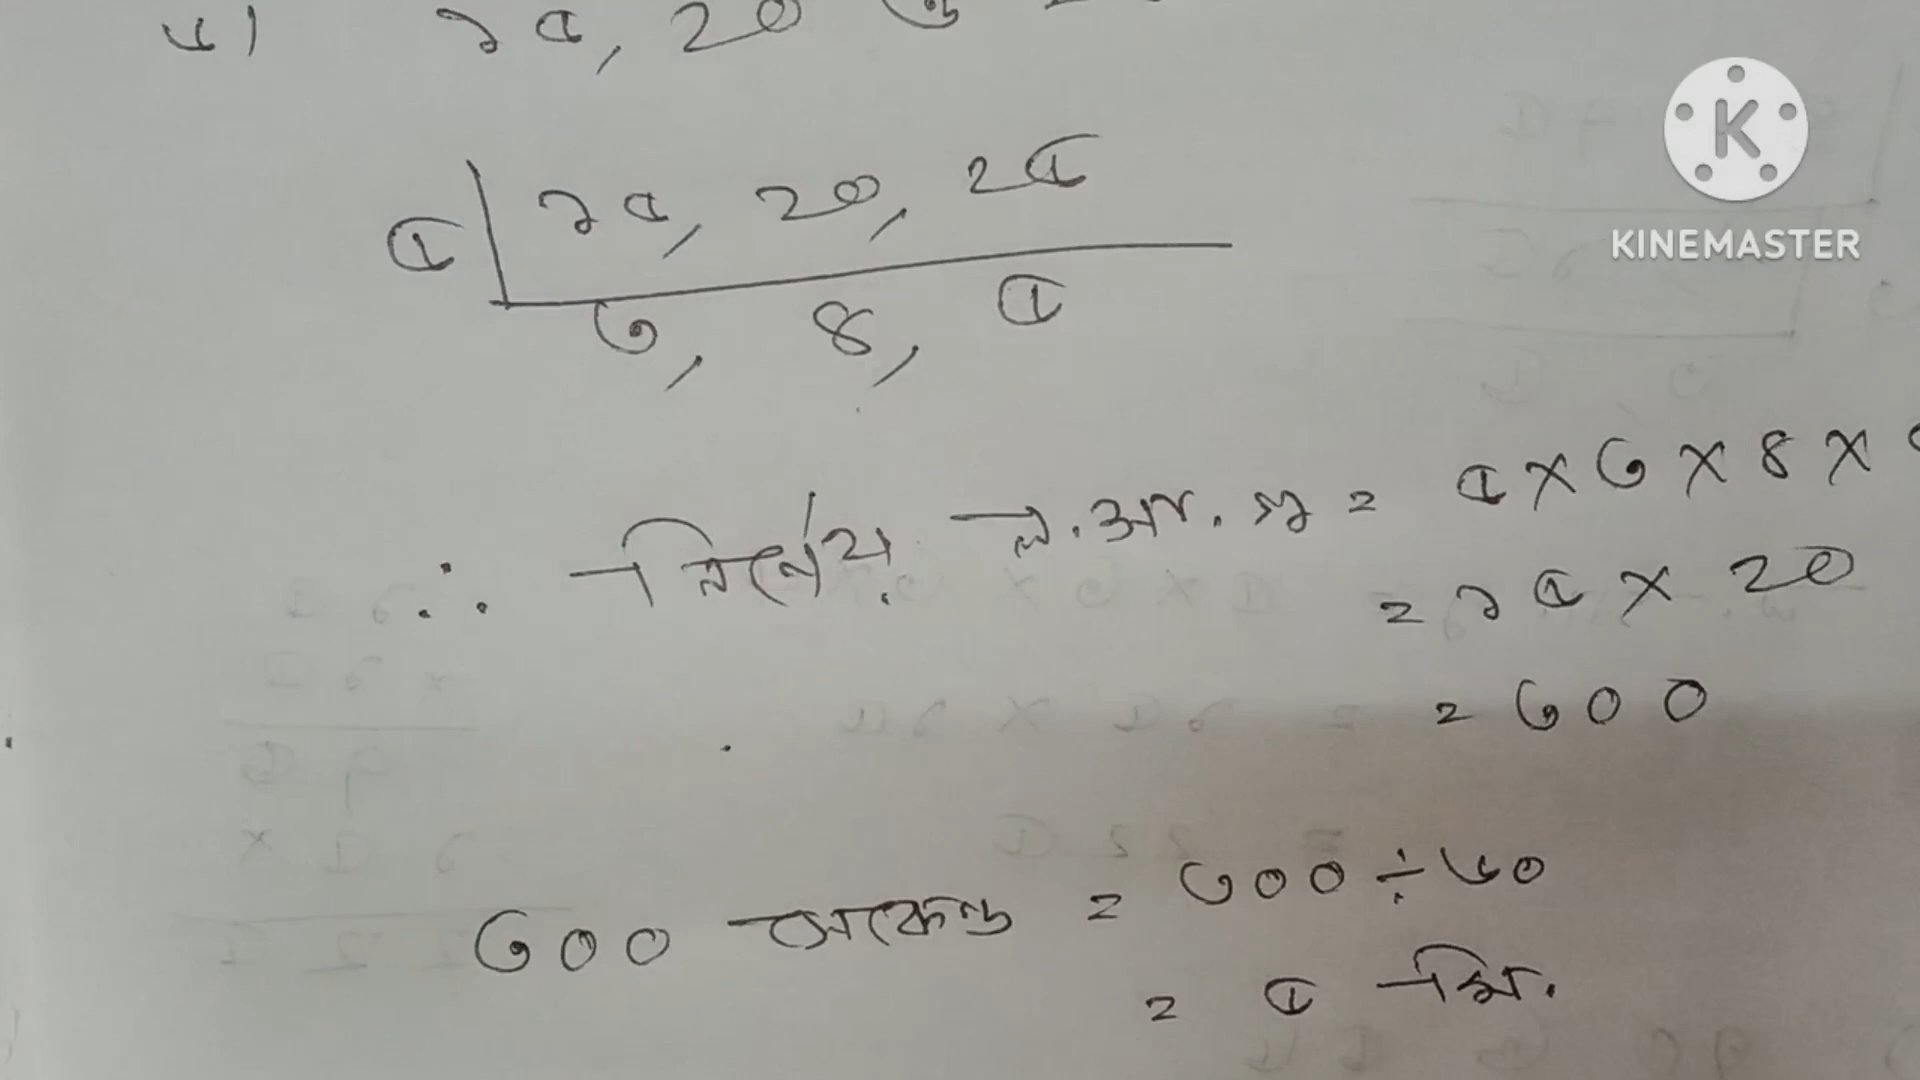 ৬। ১৫, ২০ ও
৫ | ১৫, ২০, ২৫
৩, ৪, ৫
∴ নির্ণেয় ল.সা.গু = ৫ × ৩ × ৪ ×
= ১৫ × ২০
= ৩০০
৩০০ সেকেন্ড = ৩০০ ÷ ৬০
= ৫ মি.
K
KINEMASTER